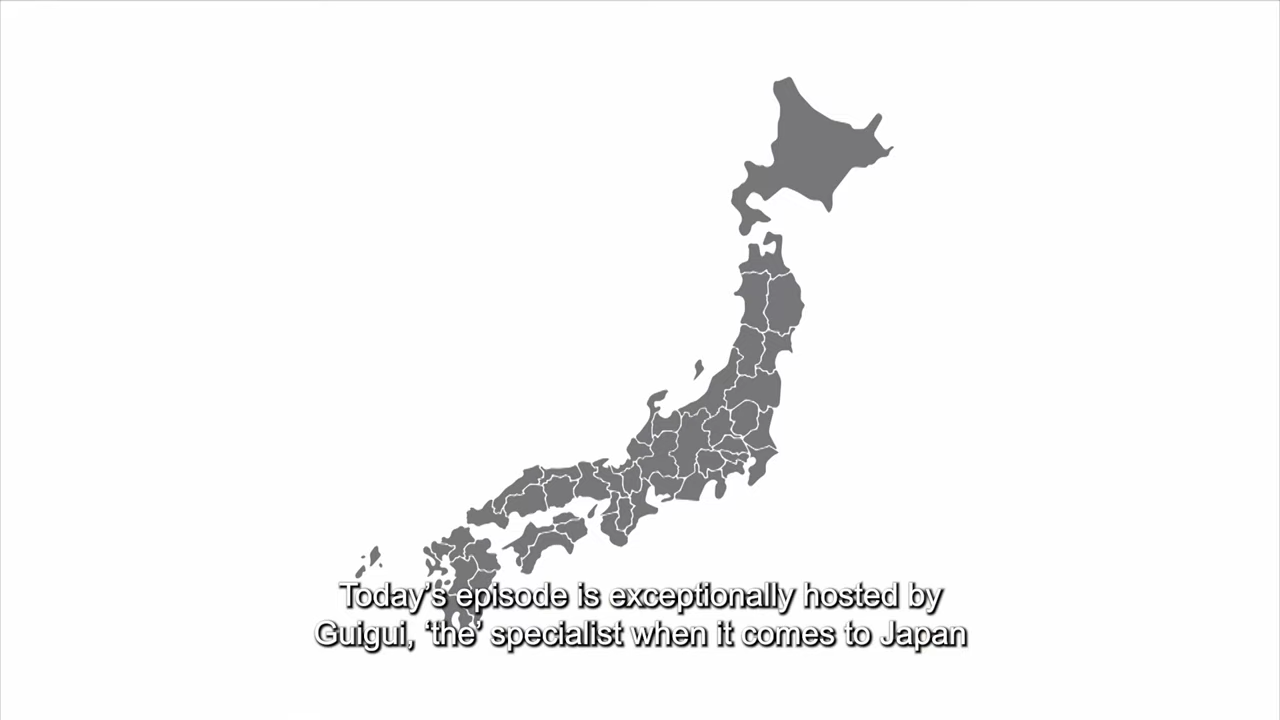 Today’s episode is exceptionally hosted by
Guigui, ‘the’ specialist when it comes to Japan